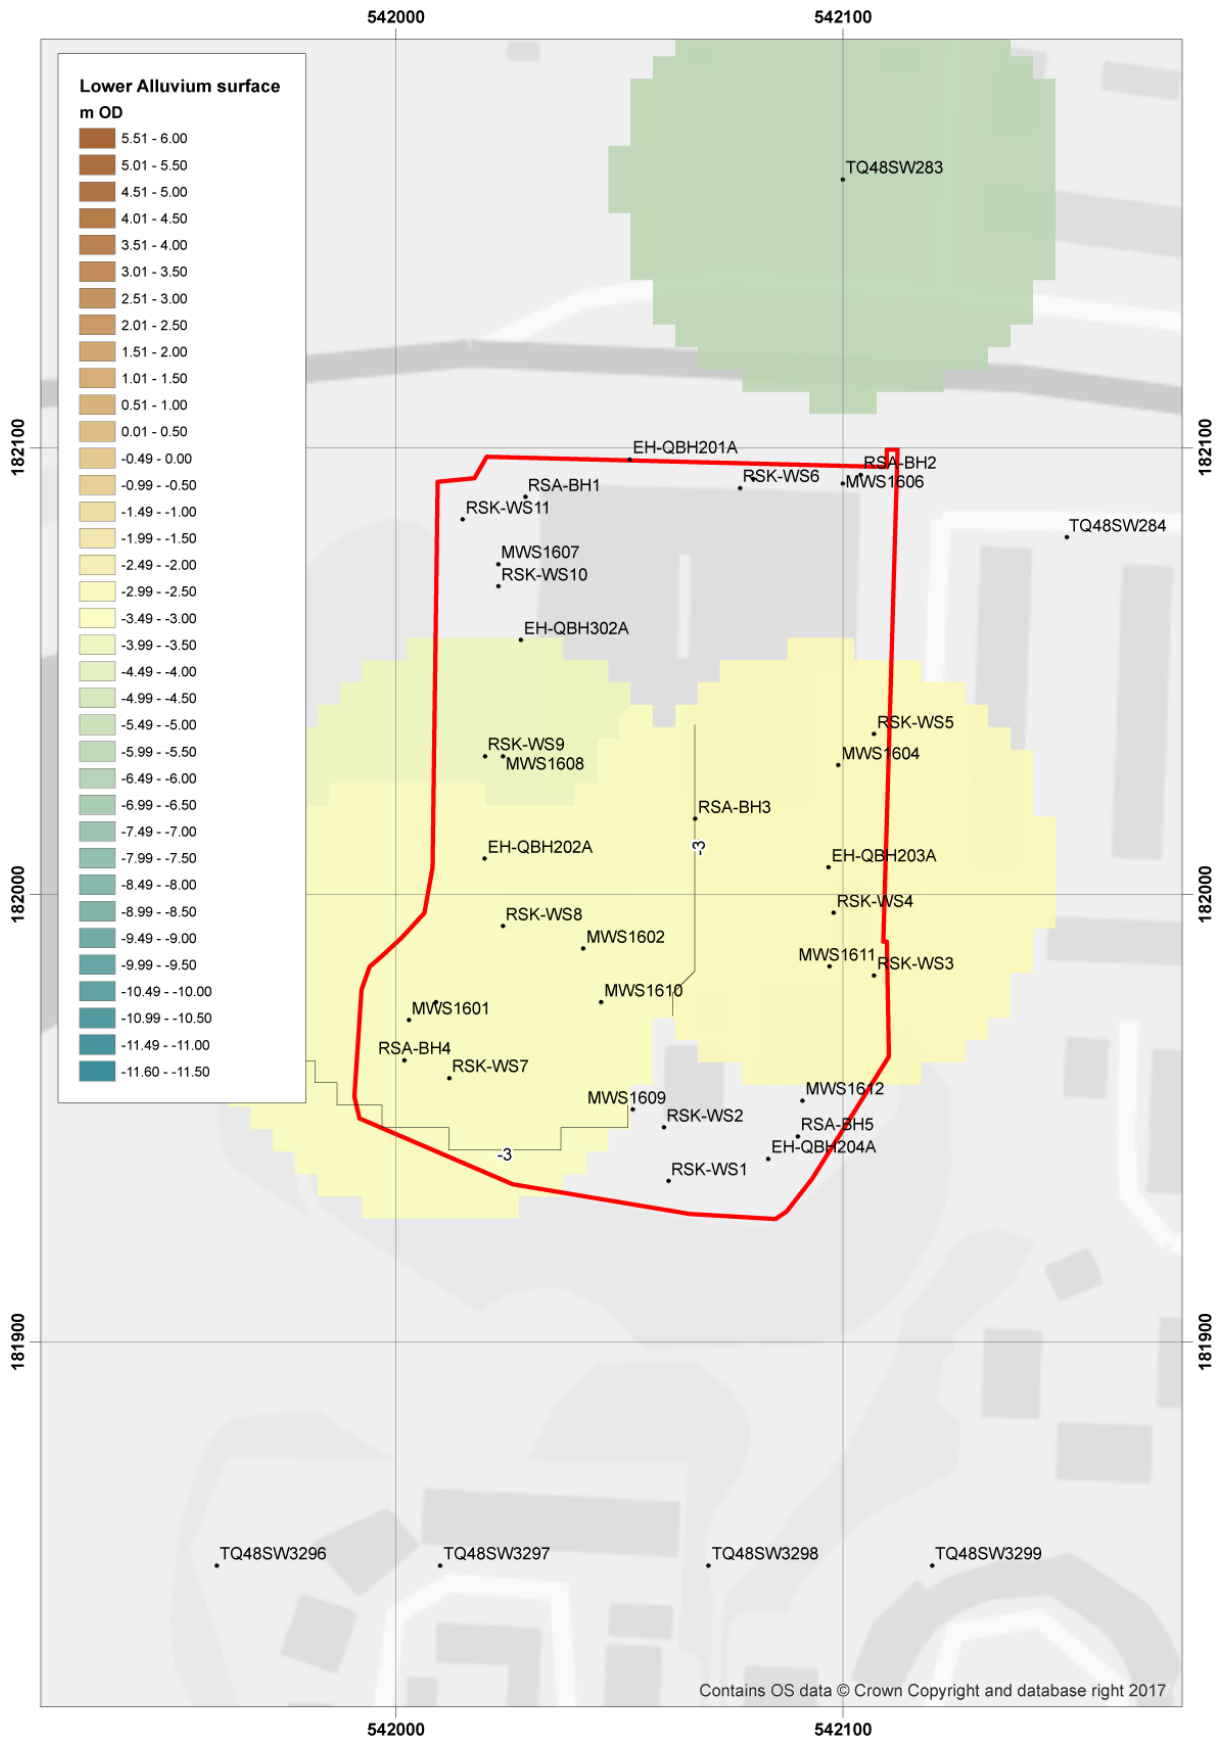 542000
542100
Lower Alluvium surface
m OD
5.51 - 6.00
5.01 - 5.50
4.51 - 5.00
4.01 - 4.50
3.51 - 4.00
3.01 - 3.50
2.51 - 3.00
2.01 - 2.50
1.51 - 2.00
1.01 - 1.50
0.51 - 1.00
0.01 - 0.50
-0.49 - 0.00
-0.99 - -0.50
-1.49 - -1.00
-1.99 - -1.50
-2.49 - -2.00
-2.99 - -2.50
-3.49 - -3.00
-3.99 - -3.50
-4.49 - -4.00
-4.99 - -4.50
-5.49 - -5.00
-5.99 - -5.50
-6.49 - -6.00
-6.99 - -6.50
-7.49 - -7.00
-7.99 - -7.50
-8.49 - -8.00
-8.99 - -8.50
-9.49 - -9.00
-9.99 - -9.50
-10.49 - -10.00
-10.99 - -10.50
-11.49 - -11.00
-11.60 - -11.50
TQ48SW283
182100
182100
EH-QBH201A
RSA-BH2
RSK-WS6
MWS1606
RSA-BH1
RSK-WS11
TQ48SW284
MWS1607
RSK-WS10
EH-QBH302A
RSK-WS5
RSK-WS9
MWS1608
MWS1604
RSA-BH3
-3
EH-QBH202A
EH-QBH203A
182000
182000
RSK-WS4
RSK-WS8
MWS1602
MWS1611
RSK-WS3
MWS1610
MWS1601
RSA-BH4
RSK-WS7
MWS1612
MWS1609
RSK-WS2
RSA-BH5
-3
EH-QBH204A
RSK-WS1
181900
181900
TQ48SW3296
TQ48SW3297
TQ48SW3298
TQ48SW3299
Contains OS data © Crown Copyright and database right 2017
542000
542100